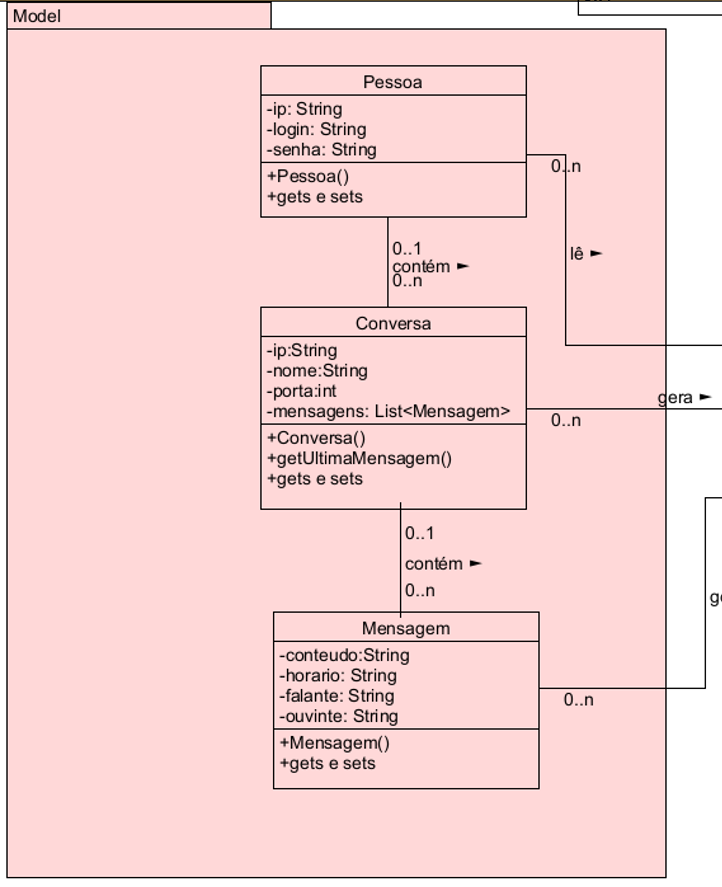 Model
Pessoa
-ip: String
-login: String
-senha: String
+Pessoa()
+gets e sets
0..n
lê ►
0..1
contém ►
0..n
Conversa
-ip:String
-nome:String
-porta:int
-mensagens: List<Mensagem>
+Conversa()
+getUltimaMensagem()
+gets e sets
gera ►
0..n
0..1
contém ►
0..n
Mensagem
-conteudo:String
-horario: String
-falante: String
-ouvinte: String
+Mensagem()
+gets e sets
0..n